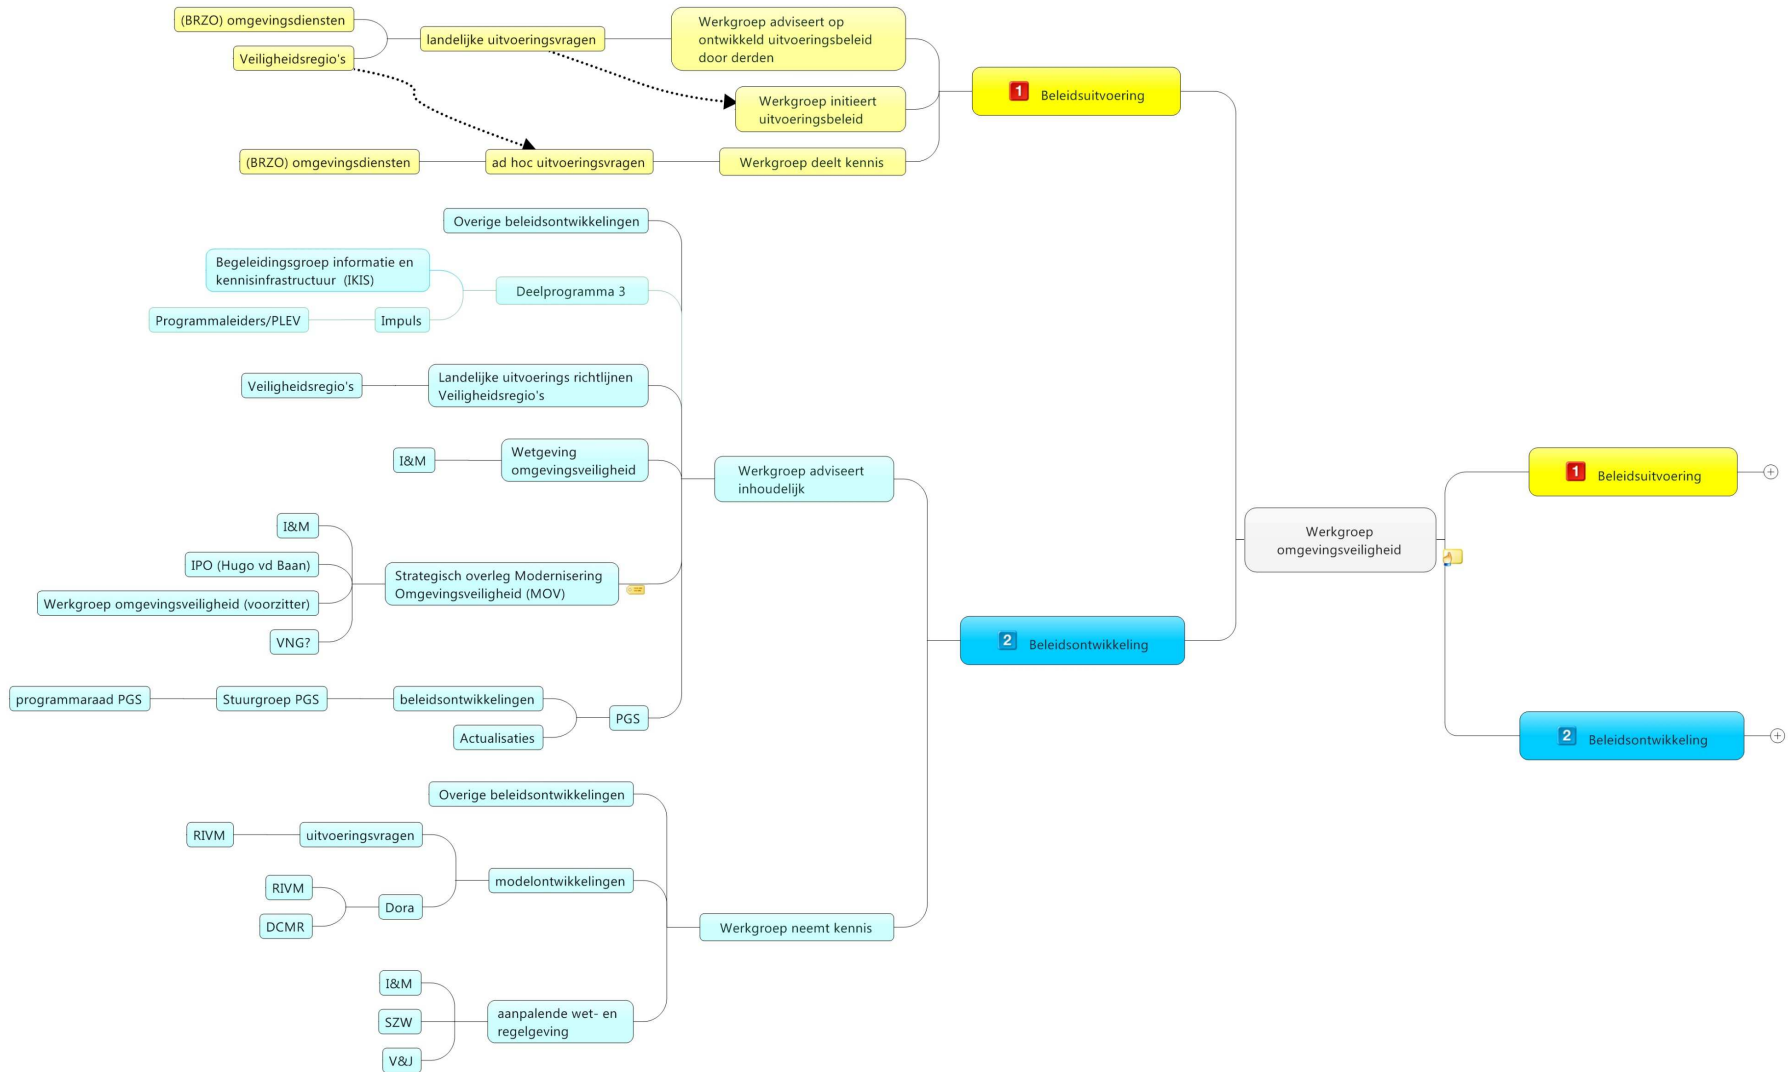 (BRZO) omgevingsdiensten
Veiligheidsregio's
landelijke uitvoeringsvragen
Werkgroep adviseert op
ontwikkeld uitvoeringsbeleid
door derden
Werkgroep initieert
uitvoeringsbeleid
(BRZO) omgevingsdiensten
ad hoc uitvoeringsvragen
Werkgroep deelt kennis
1 Beleidsuitvoering
Overige beleidsontwikkelingen
Begeleidingsgroep informatie en
kennisinfrastructuur (IKIS)
Programmaleiders/PLEV
Impuls
Deelprogramma 3
Veiligheidsregio's
Landelijke uitvoerings richtlijnen
Veiligheidsregio's
I&M
Wetgeving
omgevingsveiligheid
I&M
IPO (Hugo vd Baan)
Werkgroep omgevingsveiligheid (voorzitter)
VNG?
Strategisch overleg Modernisering
Omgevingsveiligheid (MOV)
programmaraad PGS
Stuurgroep PGS
beleidsontwikkelingen
Actualisaties
PGS
Werkgroep adviseert
inhoudelijk
Overige beleidsontwikkelingen
RIVM
uitvoeringsvragen
RIVM
DCMR
Dora
modelontwikkelingen
I&M
SZW
V&J
aanpalende wet- en
regelgeving
Werkgroep neemt kennis
2 Beleidsontwikkeling
Werkgroep
omgevingsveiligheid
1 Beleidsuitvoering
2 Beleidsontwikkeling